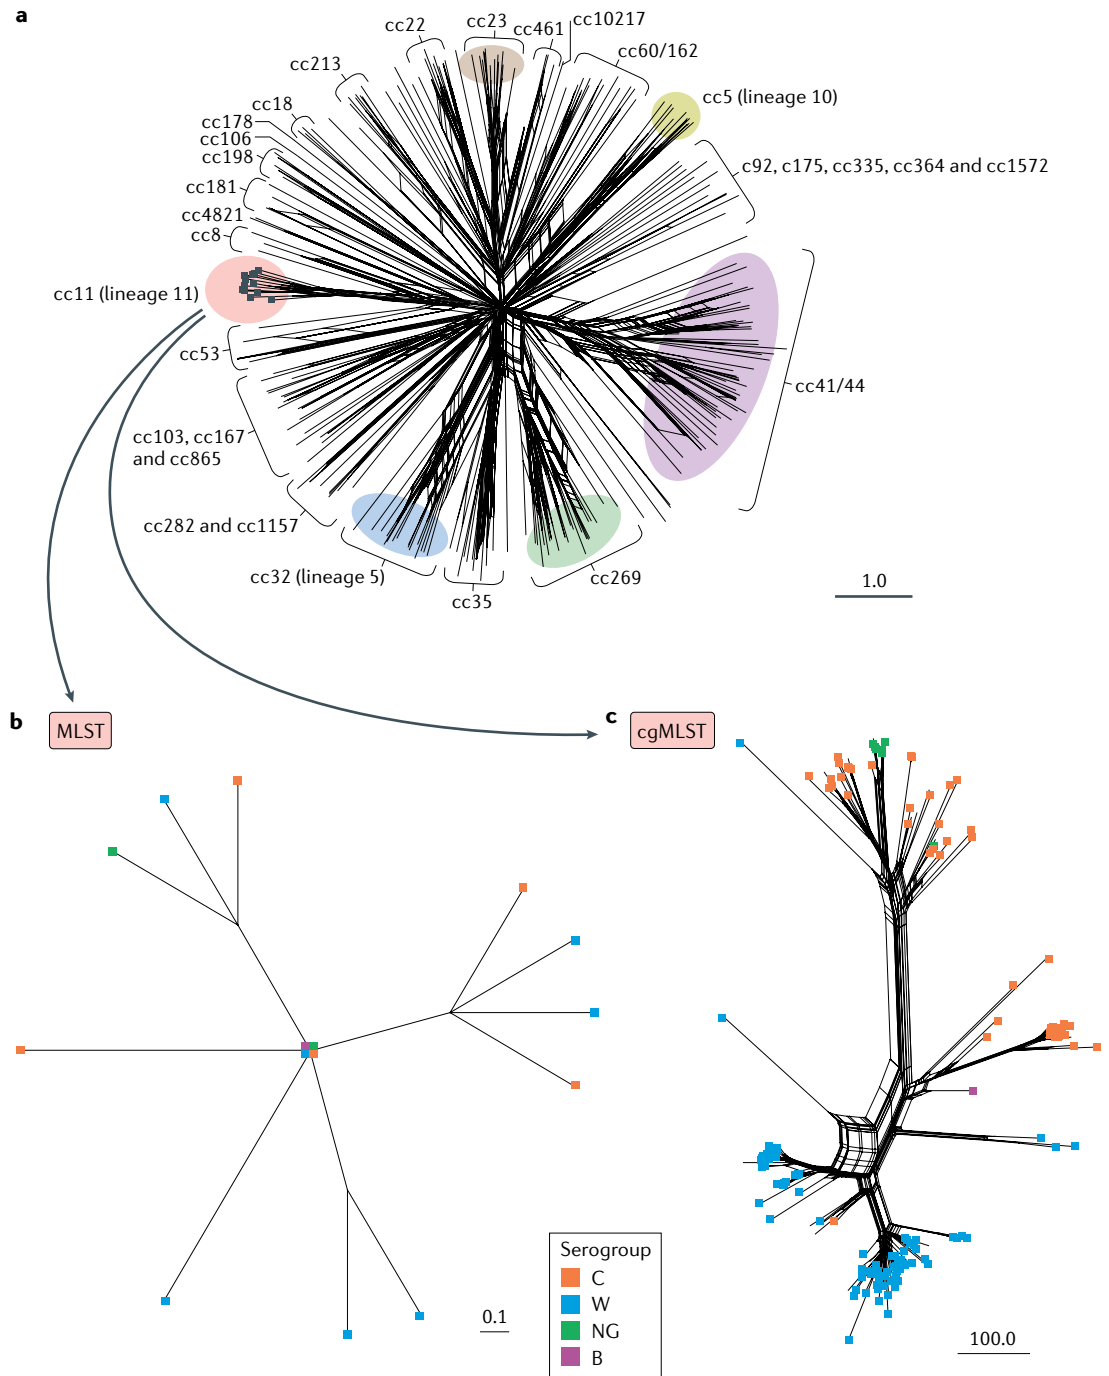 a
cc22
cc23
cc461
cc10217
cc60/162
cc213
cc5 (lineage 10)
cc18
cc178
cc106
cc198
c92, c175, cc335, cc364 and cc1572
cc181
cc4821
cc8
cc11 (lineage 11)
cc53
cc41/44
cc103, cc167
and cc865
cc282 and cc1157
cc32 (lineage 5)
cc35
cc269
1.0
b
MLST
c
cgMLST
Serogroup
C
W
NG
B
0.1
100.0